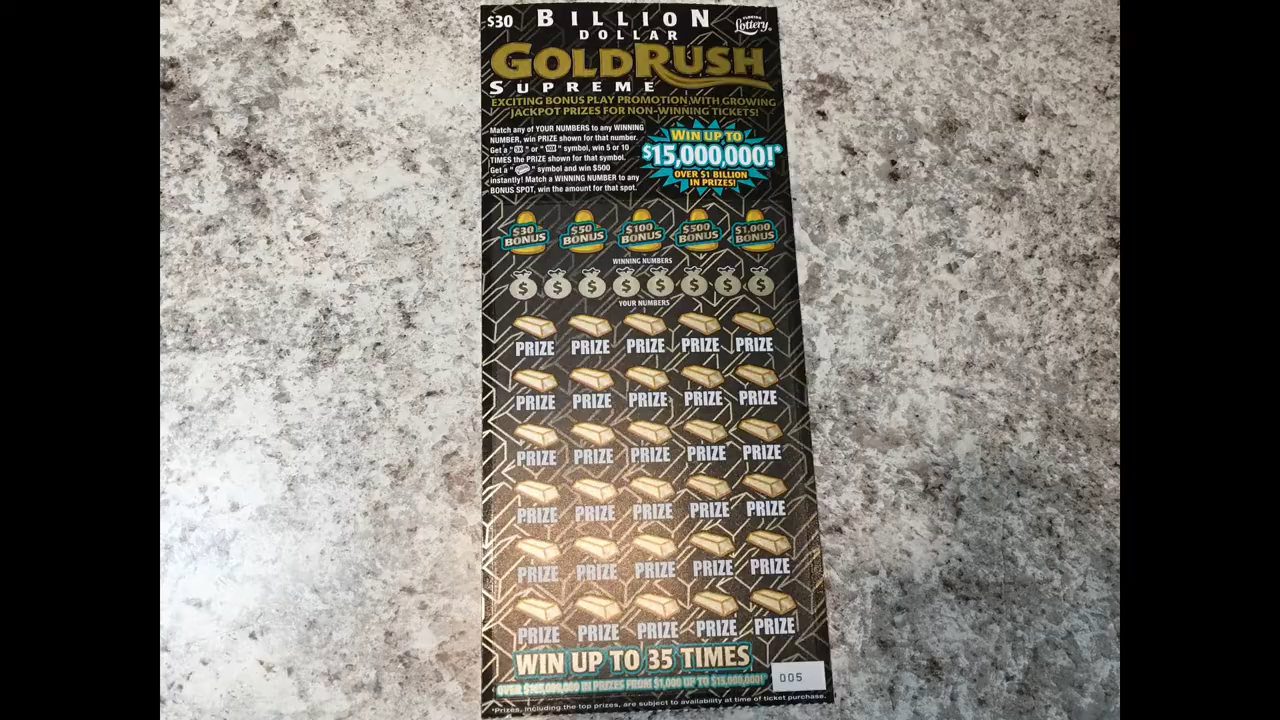 $30 BILLION
FLORIDA Lottery®
DOLLAR
GOLDRUSH
SUPREME
EXCITING BONUS PLAY PROMOTION WITH GROWING
JACKPOT PRIZES FOR NON-WINNING TICKETS!
Match any of YOUR NUMBERS to any WINNING
NUMBER, win PRIZE shown for that number.
Get a "5X" or "10X" symbol, win 5 or 10
TIMES the PRIZE shown for that symbol.
Get a " " symbol and win $500
instantly! Match a WINNING NUMBER to any
BONUS SPOT, win the amount for that spot.
WIN UP TO
$15,000,000!*
OVER $1 BILLION
IN PRIZES!
$30 $50 $100 $500 $1,000
BONUS BONUS BONUS BONUS BONUS
WINNING NUMBERS
$ $ $ $ $ $ $ $
YOUR NUMBERS
PRIZE PRIZE PRIZE PRIZE PRIZE
PRIZE PRIZE PRIZE PRIZE PRIZE
PRIZE PRIZE PRIZE PRIZE PRIZE
PRIZE PRIZE PRIZE PRIZE PRIZE
PRIZE PRIZE PRIZE PRIZE PRIZE
PRIZE PRIZE PRIZE PRIZE PRIZE
WIN UP TO 35 TIMES
OVER IN PRIZES FROM $1,000 UP TO $15,000,000!*
005
*Prizes, including the top prizes, are subject to availability at time of ticket purchase.